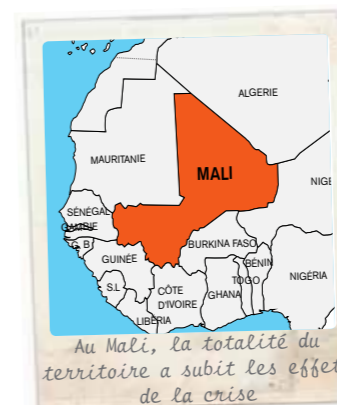 ALGERIE
MAURITANIE
MALI
NIGE
SÉNÉGAL
GAMBIE
G. B
BURKINA FASO
GUINÉE
BÉNIN
TOGO
NIGÉRIA
S.L
CÔTE
D'IVOIRE
GHANA
LIBÉRIA
Au Mali, la totalité du
territoire a subit les effet
de la crise